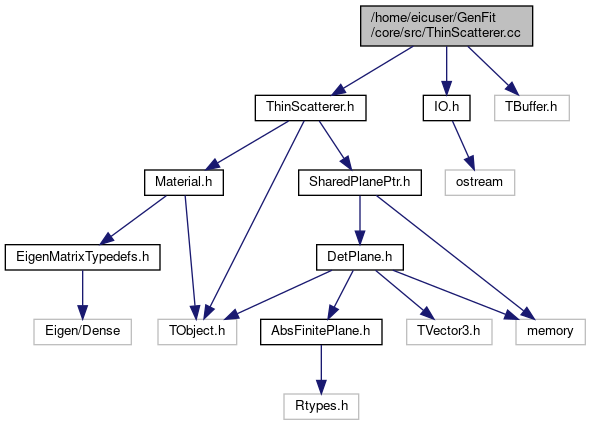 /home/eicuser/GenFit
/core/src/ThinScatterer.cc
ThinScatterer.h
IO.h
TBuffer.h
Material.h
SharedPlanePtr.h
ostream
EigenMatrixTypedefs.h
DetPlane.h
Eigen/Dense
TObject.h
AbsFinitePlane.h
TVector3.h
memory
Rtypes.h